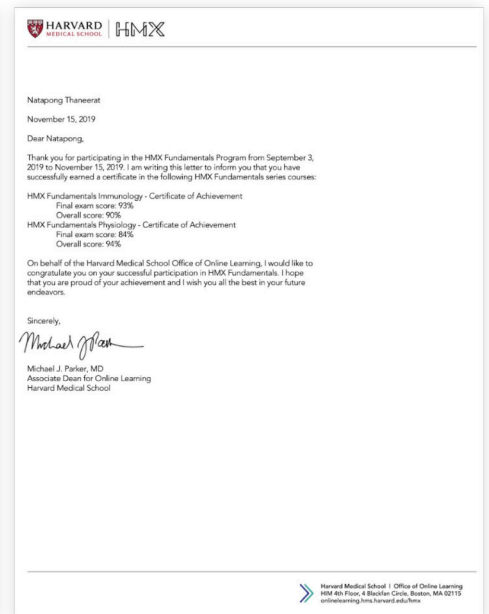 HARVARD
MEDICAL SCHOOL
HMX
Natapong Thaneerat
November 15, 2019
Dear Natapong,
Thank you for participating in the HMX Fundamentals Program from September 3,
2019 to November 15, 2019. I am writing this letter to inform you that you have
successfully earned a certificate in the following HMX Fundamentals series courses:
HMX Fundamentals Immunology - Certificate of Achievement
Final exam score: 93%
Overall score: 90%
HMX Fundamentals Physiology - Certificate of Achievement
Final exam score: 84%
Overall score: 94%
On behalf of the Harvard Medical School Office of Online Learning, I would like to
congratulate you on your successful participation in HMX Fundamentals. I hope
that you are proud of your achievement and I wish you all the best in your future
endeavors.
Sincerely,
Michael J Park
Michael J. Parker, MD
Associate Dean for Online Learning
Harvard Medical School
Harvard Medical School | Office of Online Learning
HIM 4th Floor, 4 Blackfan Circle, Boston, MA 02115
onlinelearning.hms.harvard.edu/hmx